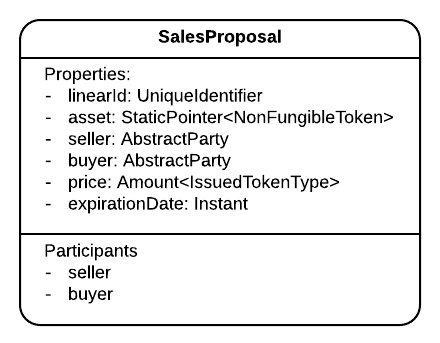 SalesProposal
Properties:
- linearId: UniqueIdentifier
- asset: StaticPointer<NonFungibleToken>
- seller: AbstractParty
- buyer: AbstractParty
- price: Amount<IssuedTokenType>
- expirationDate: Instant
Participants
- seller
- buyer